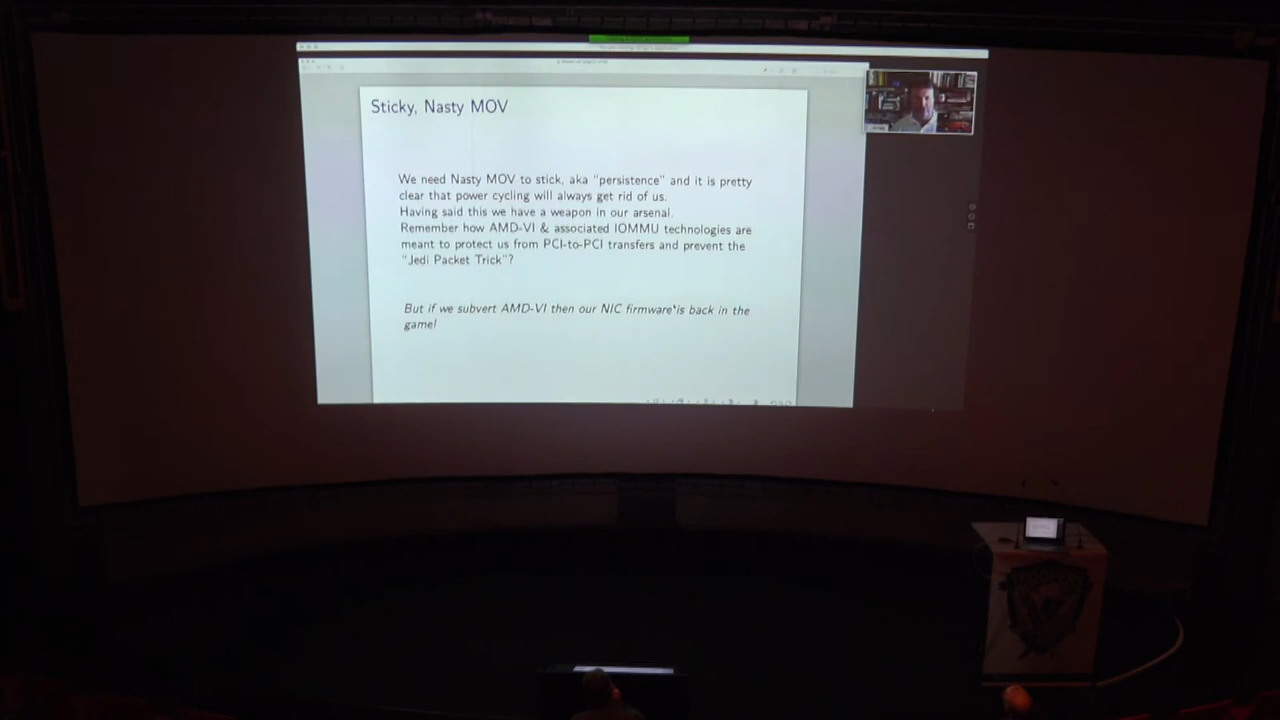 Sticky, Nasty MOV
We need Nasty MOV to stick, aka "persistence" and it is pretty
clear that power cycling will always get rid of us.
Having said this we have a weapon in our arsenal.
Remember how AMD-VI & associated IOMMU technologies are
meant to protect us from PCI-to-PCI transfers and prevent the
"Jedi Packet Trick"?
But if we subvert AMD-VI then our NIC firmware is back in the
game!
TROOPERS